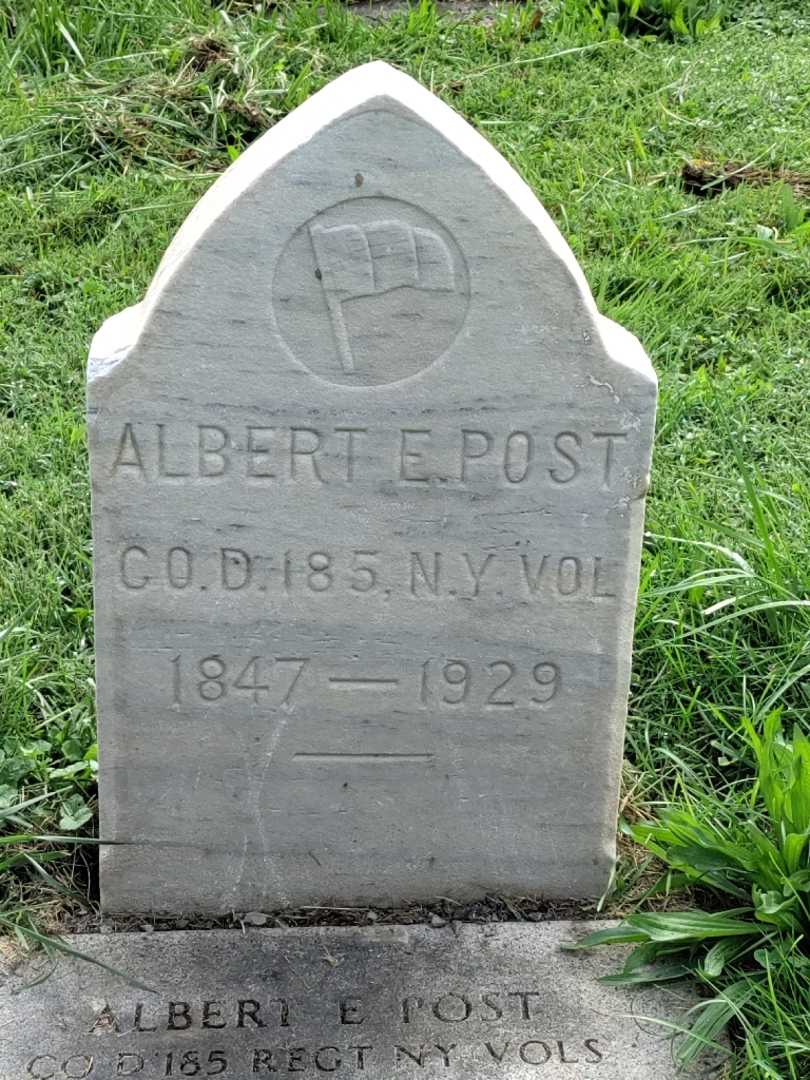 ALBERT E. POST
CO. D. 185, N.Y. VOL
1847 — 1929
ALBERT E POST
CO D 185 REGT NY VOLS